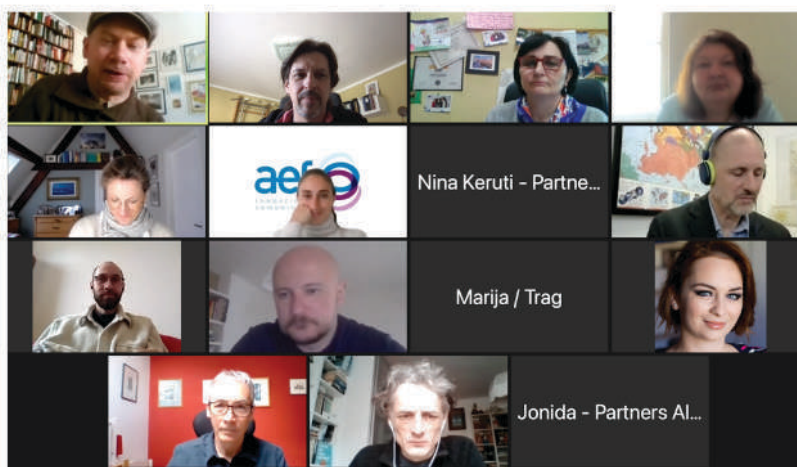 aef
Nina Keruti - Partne...
Marija / Trag
Jonida - Partners Al...